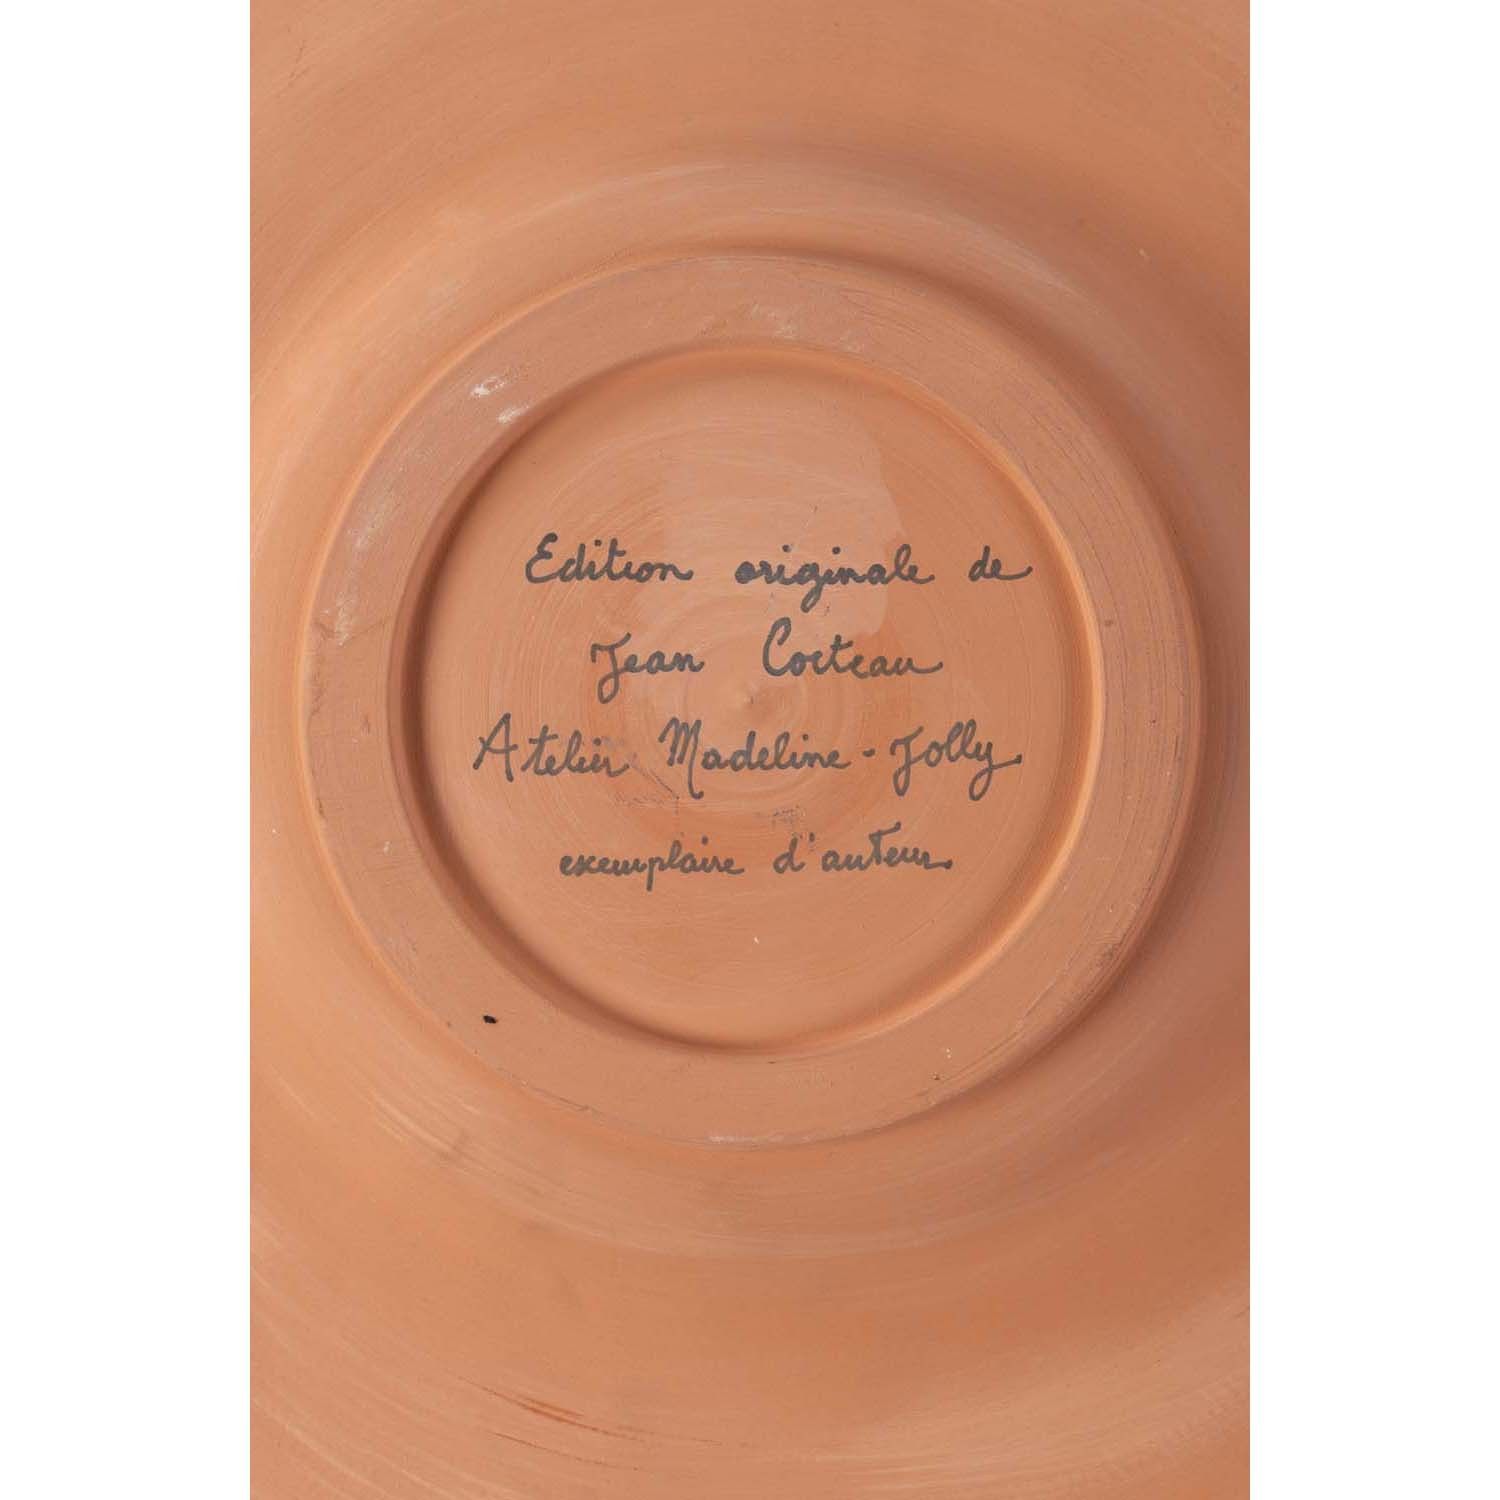 Edition originale de
Jean Cocteau
Atelier Madeline-Jolly
exemplaire d'auteur.